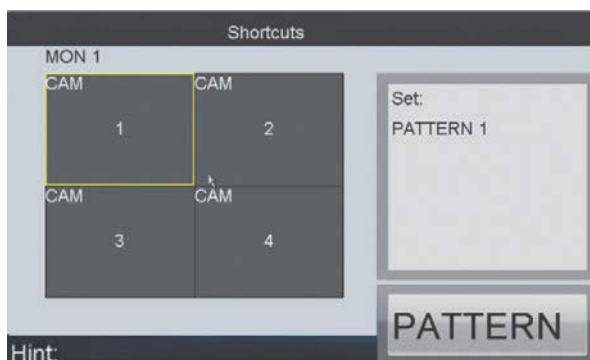 Shortcuts
MON 1
CAM
CAM
1
2
CAM
CAM
3
4
Set:
PATTERN 1
PATTERN
Hint: